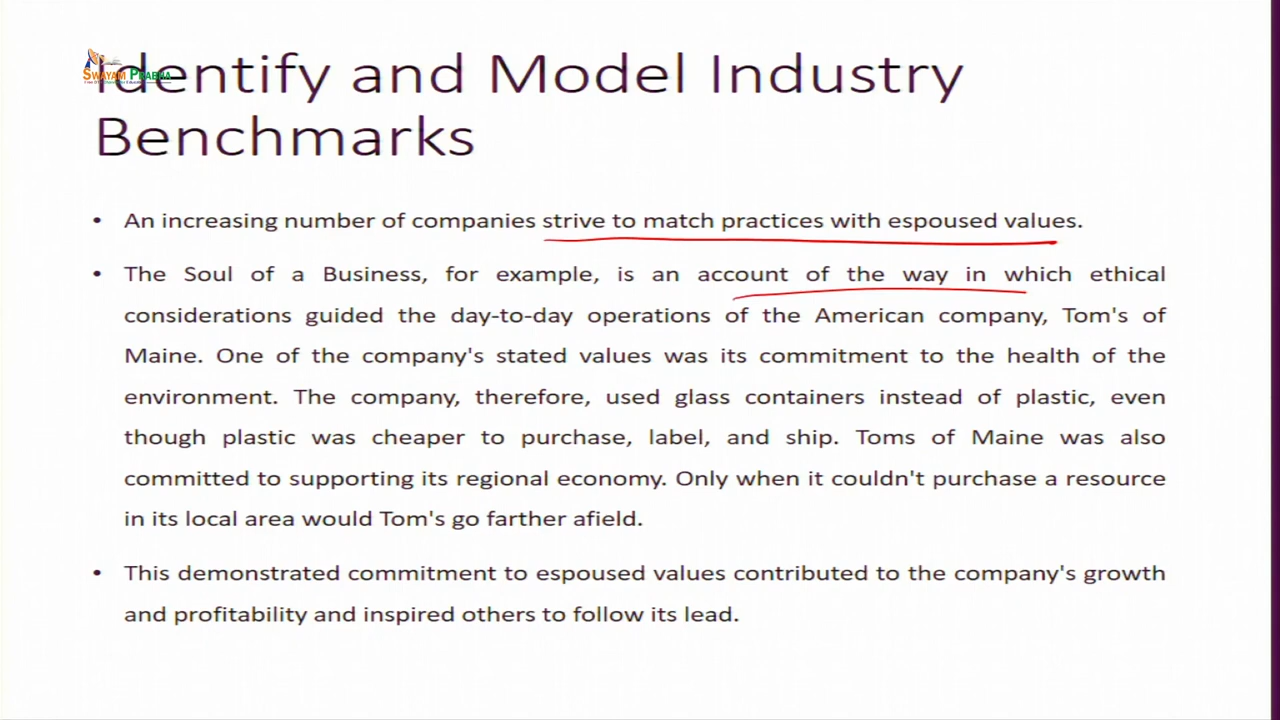 Identify and Model Industry
SWAYAM PRABHA
Benchmarks
• An increasing number of companies strive to match practices with espoused values.
• The Soul of a Business, for example, is an account of the way in which ethical
considerations guided the day-to-day operations of the American company, Tom's of
Maine. One of the company's stated values was its commitment to the health of the
environment. The company, therefore, used glass containers instead of plastic, even
though plastic was cheaper to purchase, label, and ship. Toms of Maine was also
committed to supporting its regional economy. Only when it couldn't purchase a resource
in its local area would Tom's go farther afield.
• This demonstrated commitment to espoused values contributed to the company's growth
and profitability and inspired others to follow its lead.